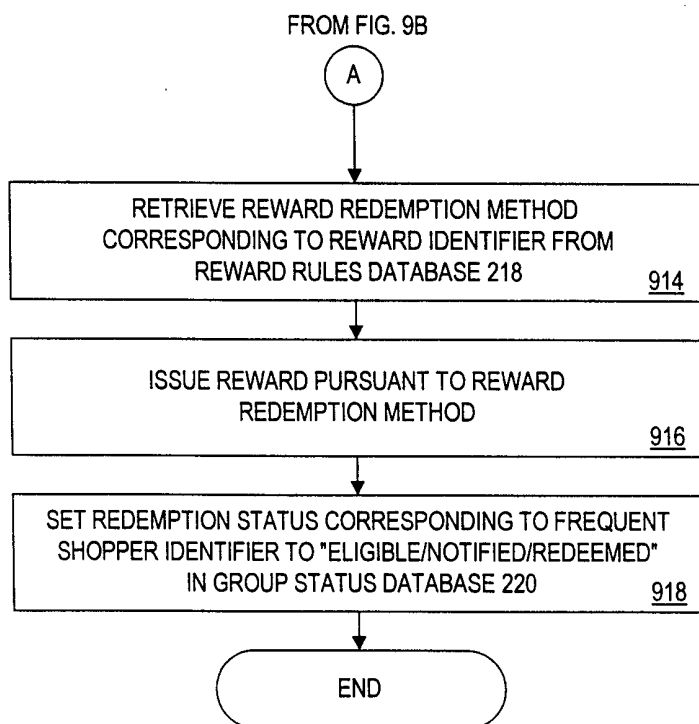 FROM FIG. 9B
A
RETRIEVE REWARD REDEMPTION METHOD
CORRESPONDING TO REWARD IDENTIFIER FROM
REWARD RULES DATABASE 218
914
ISSUE REWARD PURSUANT TO REWARD
REDEMPTION METHOD
916
SET REDEMPTION STATUS CORRESPONDING TO FREQUENT
SHOPPER IDENTIFIER TO "ELIGIBLE/NOTIFIED/REDEEMED"
IN GROUP STATUS DATABASE 220
918
END